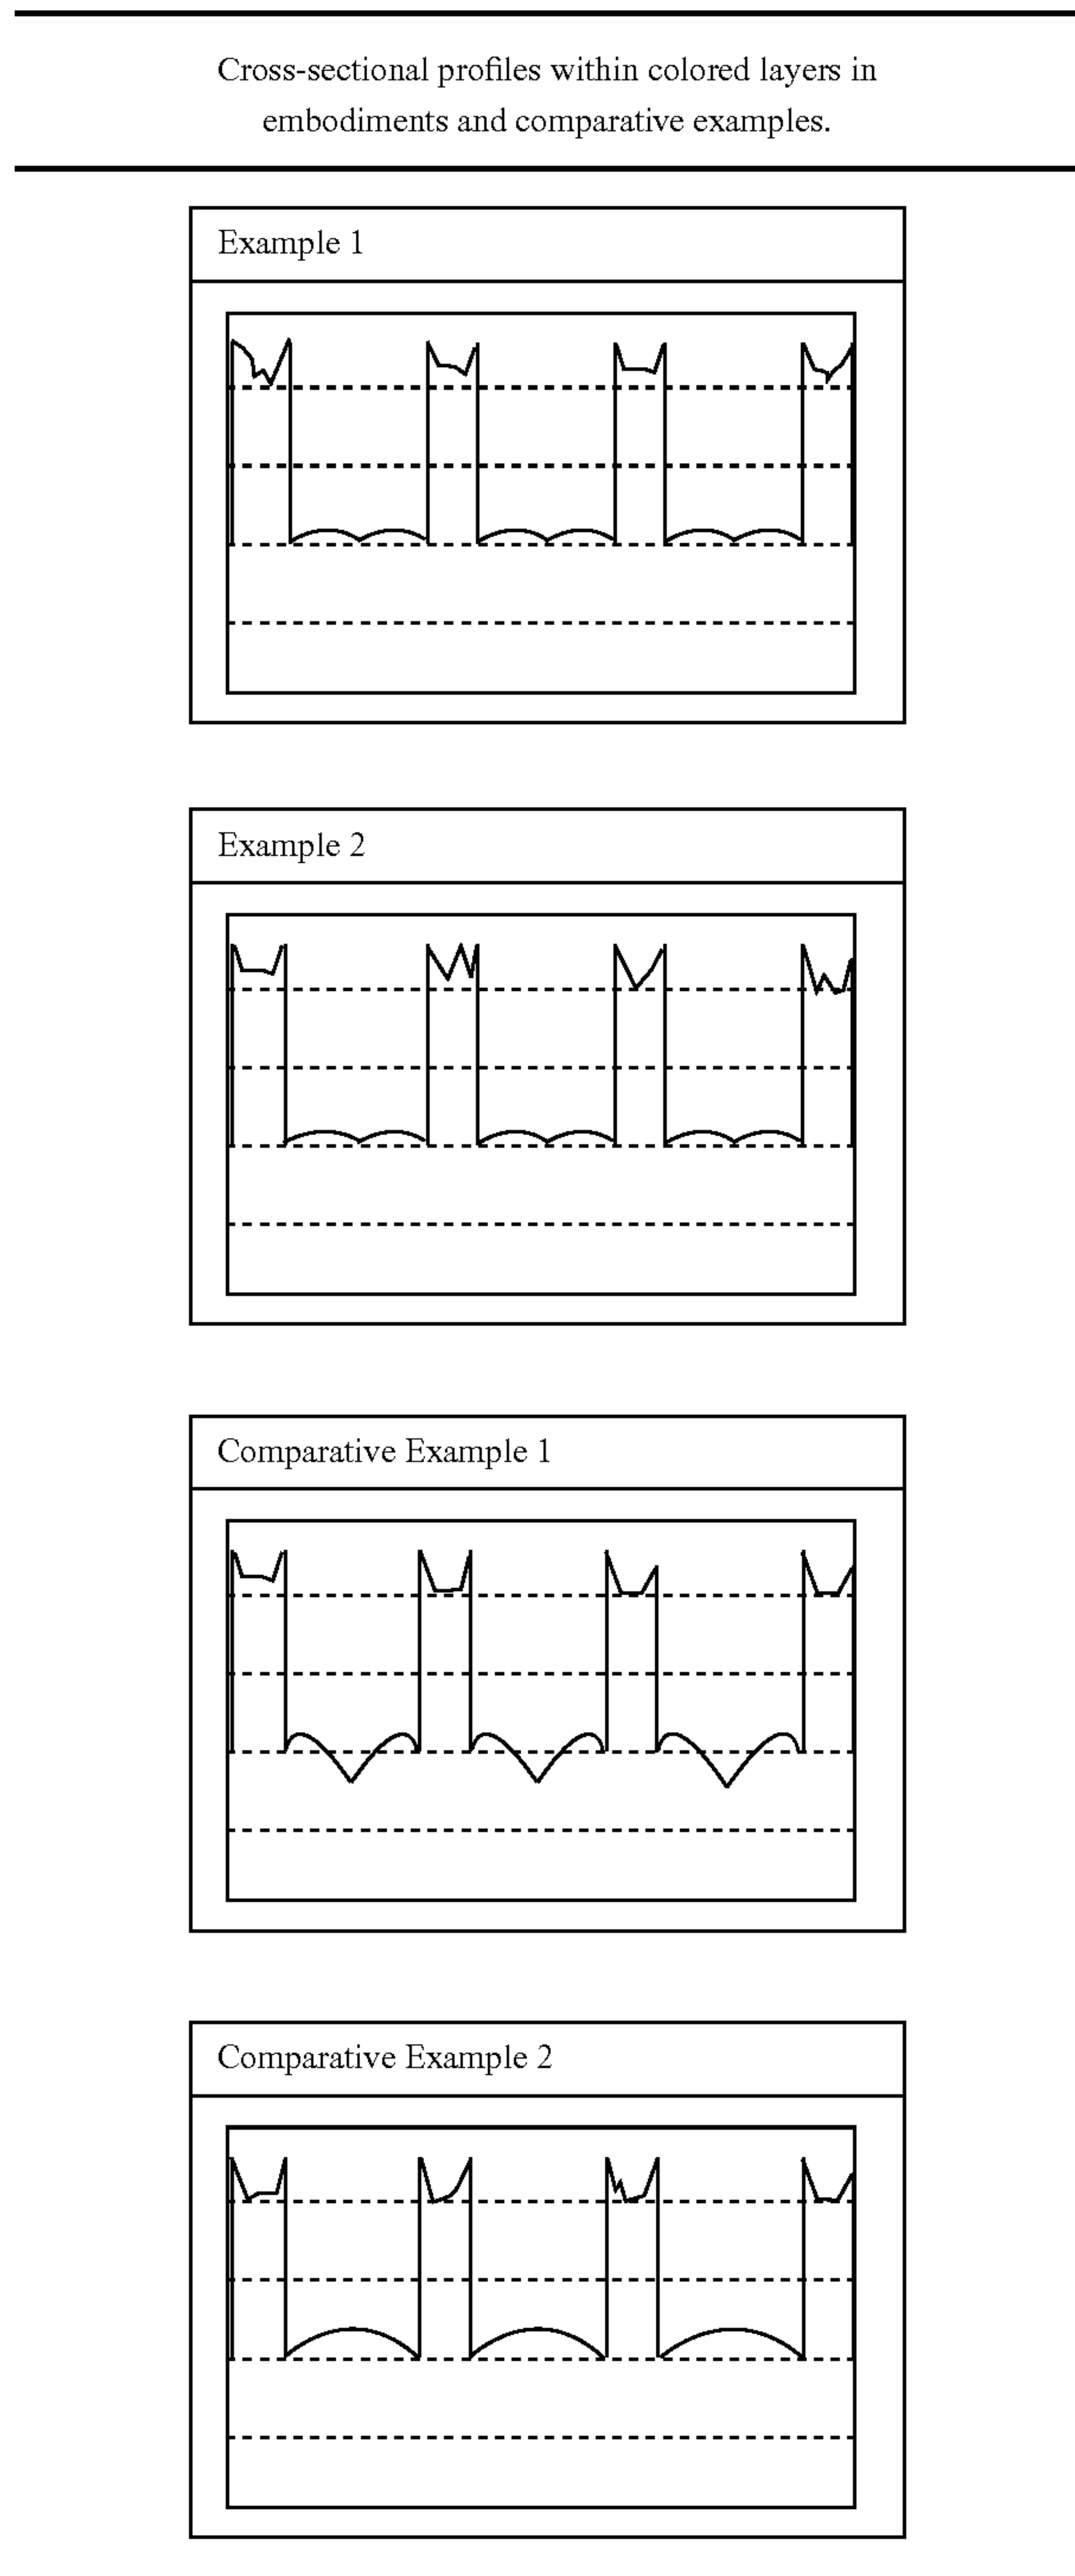 Cross-sectional profiles within colored layers in
embodiments and comparative examples.
Example 1
Example 2
Comparative Example 1
Comparative Example 2